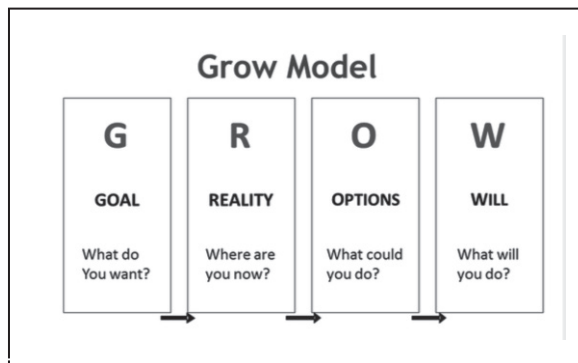 Grow Model
G
GOAL
What do
You want?
R
REALITY
Where are
you now?
O
OPTIONS
What could
you do?
W
WILL
What will
you do?